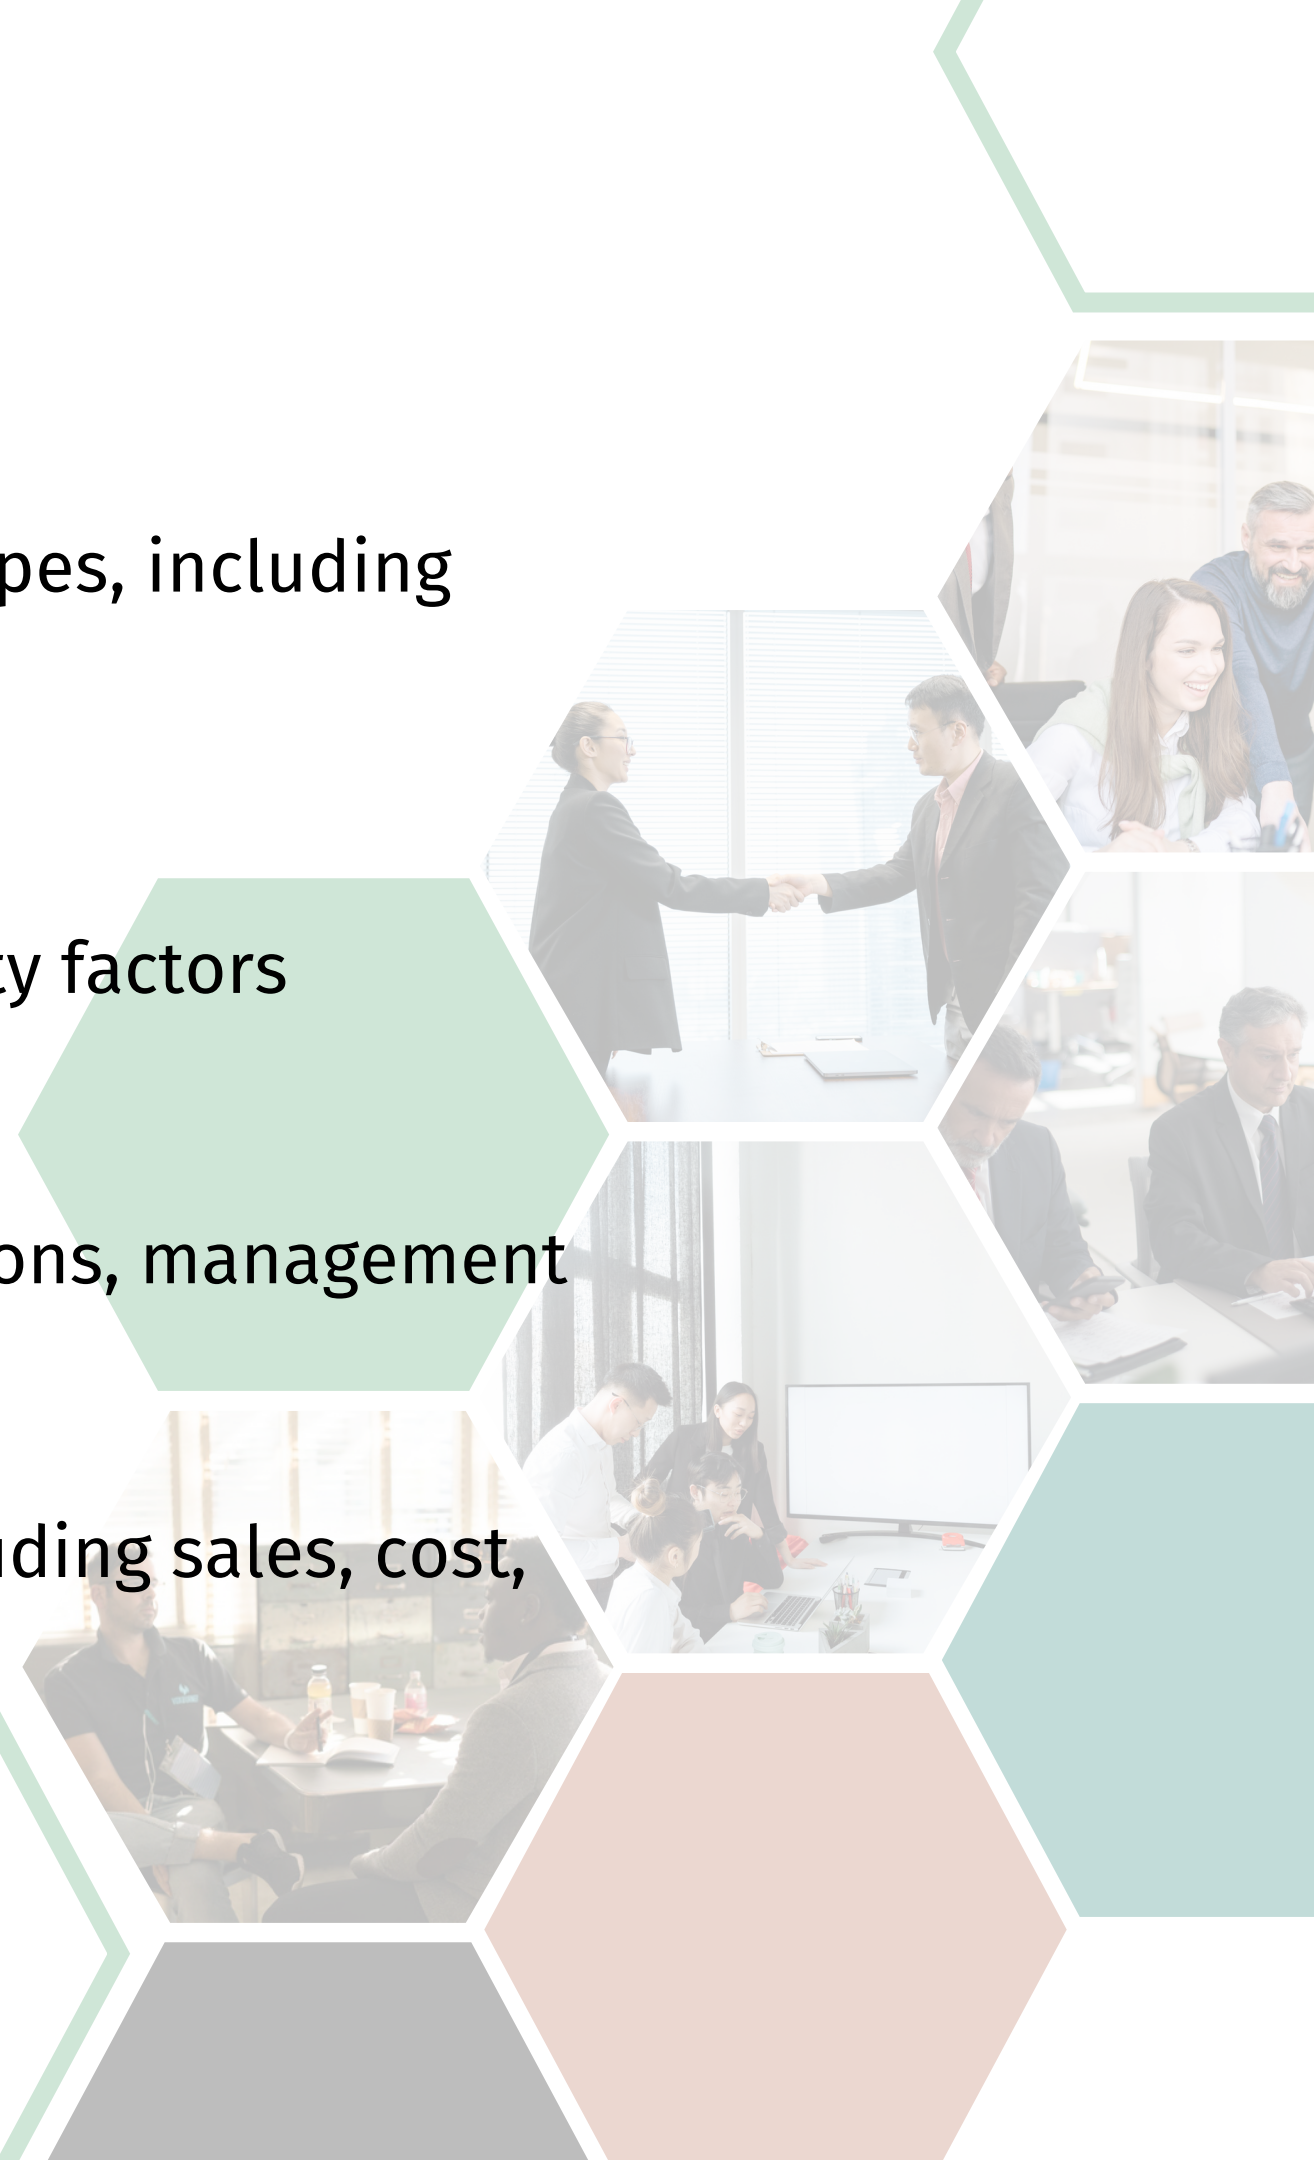 pes, including
ty factors
ons, management
uding sales, cost,